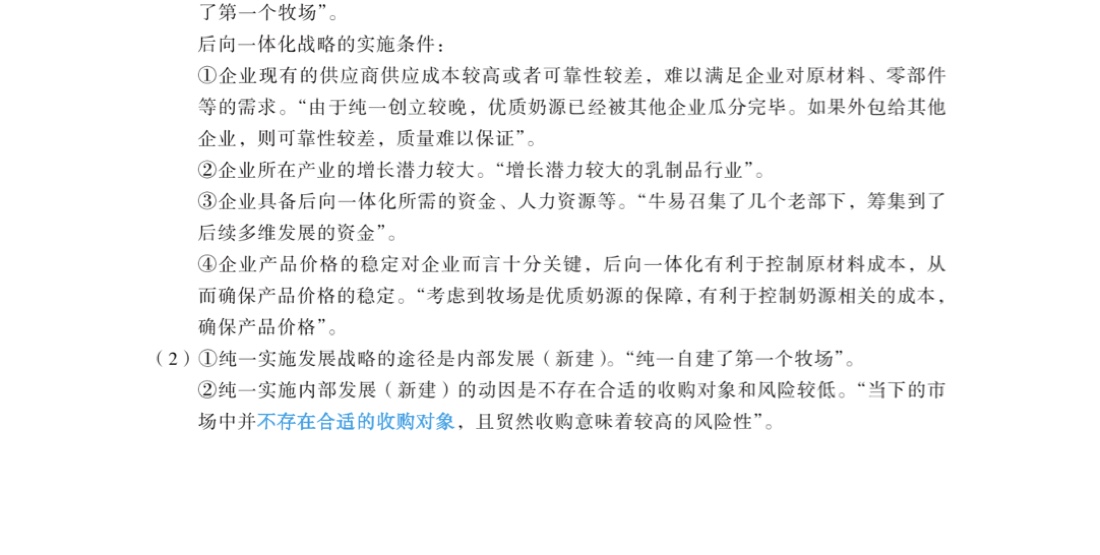 了第一个牧场”。
后向一体化战略的实施条件：
①企业现有的供应商供应成本较高或者可靠性较差，难以满足企业对原材料、零部件
等的需求。“由于纯一创立较晚，优质奶源已经被其他企业瓜分完毕。如果外包给其他
企业，则可靠性较差，质量难以保证”。
②企业所在产业的增长潜力较大。“增长潜力较大的乳制品行业”。
③企业具备后向一体化所需的资金、人力资源等。“牛易召集了几个老部下，筹集到了
后续多维发展的资金”。
④企业产品价格的稳定对企业而言十分关键，后向一体化有利于控制原材料成本，从
而确保产品价格的稳定。“考虑到牧场是优质奶源的保障，有利于控制奶源相关的成本，
确保产品价格”。
（2）①纯一实施发展战略的途径是内部发展（新建）。“纯一自建了第一个牧场”。
②纯一实施内部发展（新建）的动因是不存在合适的收购对象和风险较低。“当下的市
场中并不存在合适的收购对象，且贸然收购意味着较高的风险性”。